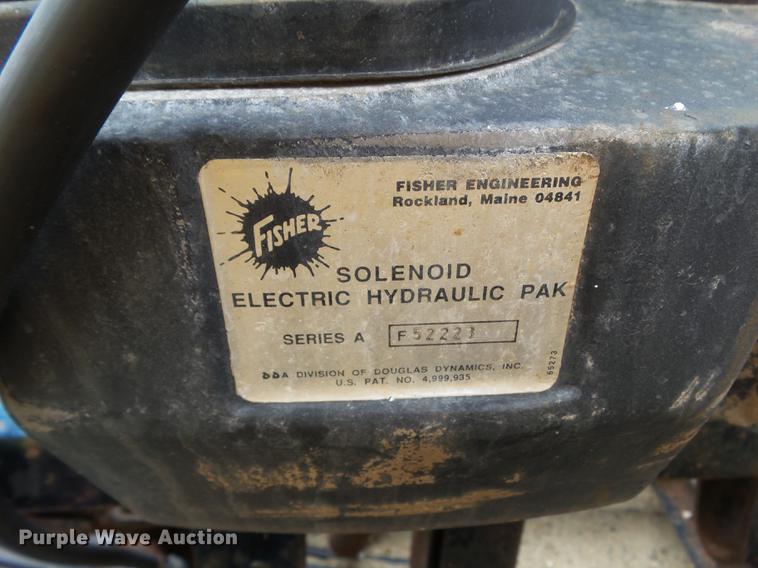 FISHER ENGINEERING
Rockland, Maine 04841
FISHER
SOLENOID
ELECTRIC HYDRAULIC PAK
SERIES A F52223
A DIVISION OF DOUGLAS DYNAMICS, INC.
U.S. PAT. NO. 4,999,935
55273
Purple Wave Auction